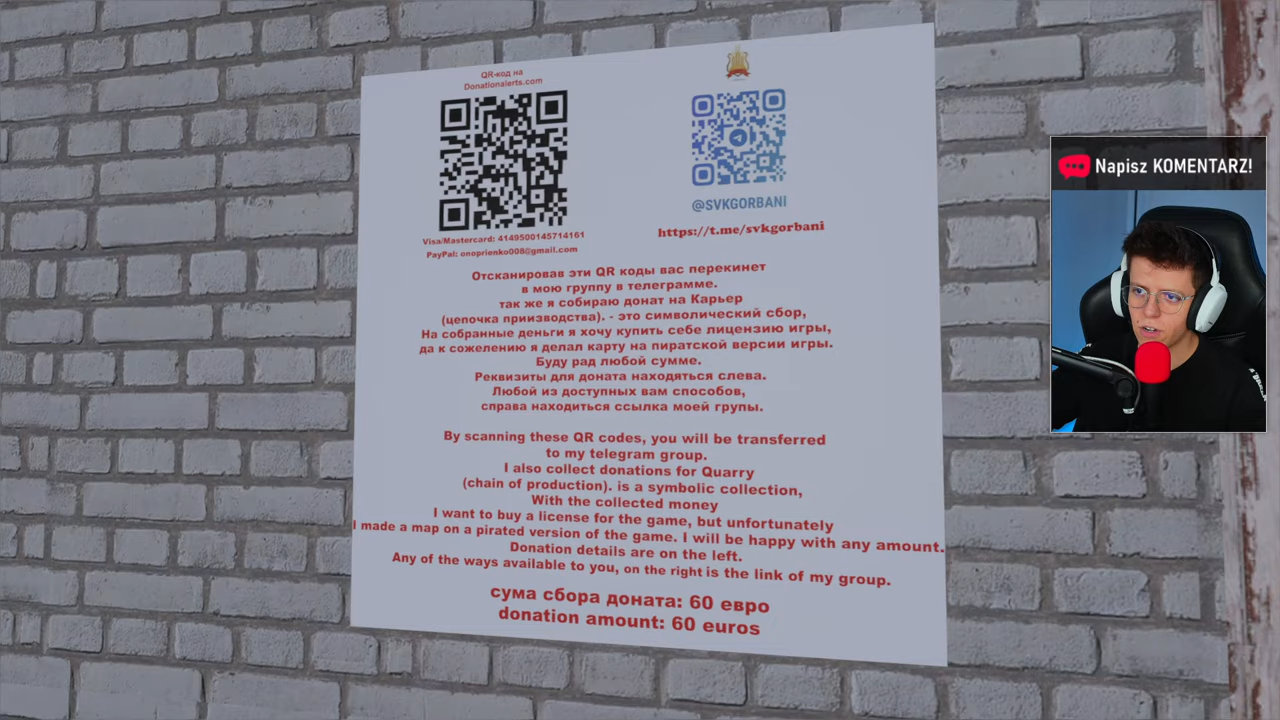 QR-код на
Donationalerts.com
Visa/Mastercard: 4149500145714161
PayPal: onoprienko008@gmail.com
@SVKGORBANI
https://t.me/svkgorbani
Отсканировав эти QR коды вас перекинет
в мою группу в телеграмме.
так же я собираю донат на Карьер
(цепочка приизводства). - это символический сбор,
На собранные деньги я хочу купить себе лицензию игры,
да к сожелению я делал карту на пиратской версии игры.
Буду рад любой сумме.
Реквизиты для доната находяться слева.
Любой из доступных вам способов,
справа находиться ссылка моей групы.
By scanning these QR codes, you will be transferred
to my telegram group.
I also collect donations for Quarry
(chain of production). is a symbolic collection,
With the collected money
I want to buy a license for the game, but unfortunately
I made a map on a pirated version of the game. I will be happy with any amount.
Donation details are on the left.
Any of the ways available to you, on the right is the link of my group.
сума сбора доната: 60 евро
donation amount: 60 euros
Napisz KOMENTARZ!